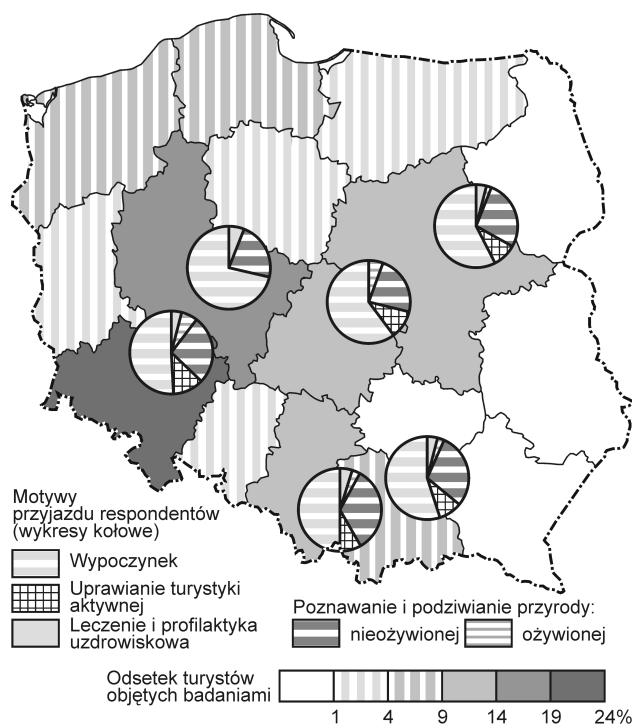 Motywy
przyjazdu respondentów
(wykresy kołowe)
Wypoczynek
Uprawianie turystyki
aktywnej
Leczenie i profilaktyka
uzdrowiskowa
Poznawanie i podziwianie przyrody:
nieożywionej
ożywionej
Odsetek turystów
objętych badaniami
1 4 9 14 19 24%